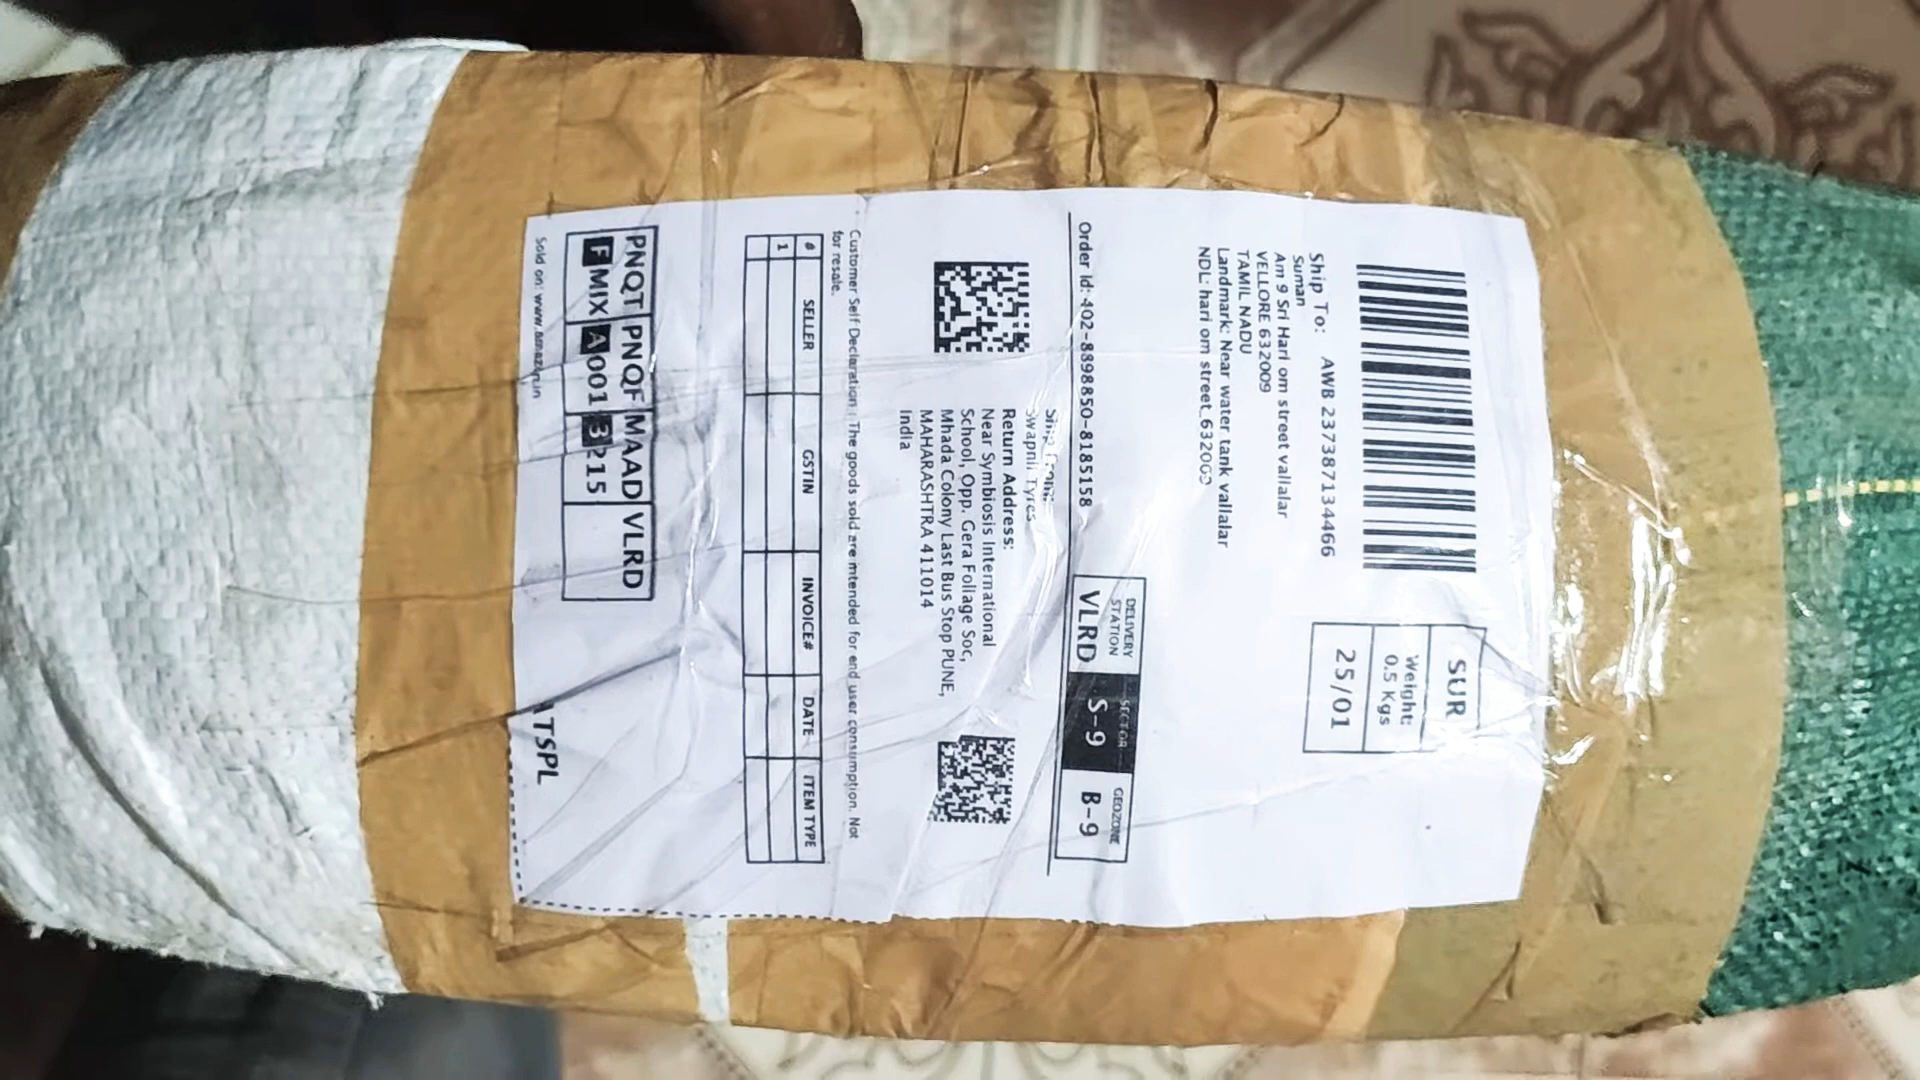 SUR
Weight:
0.5 Kgs
25/01
Ship To:
AWB 237387134466
Suman
Am 9 Sri Hari om street vallalar
VELLORE 632009
TAMIL NADU
Landmark: Near water tank vallalar
NDL: hari om street, 632009
DELIVERY STATION
VLRD
SECTOR
S-9
GEOZONE
B-9
Order Id: 402-8898850-8185158
Ship From:
Swapnil Tyres
Return Address:
Near Symbiosis International
School, Opp. Gera Foliage Soc,
Mhada Colony Last Bus Stop PUNE,
MAHARASHTRA 411014
India
Customer Self Declaration : The goods sold are intended for end user consumption. Not
for resale.
# SELLER GSTIN INVOICE# DATE ITEM TYPE
1
PNQT PNQF MAAD VLRD
F MIX A 001 B 215
Sold on: www.amazon.in
ATSPL